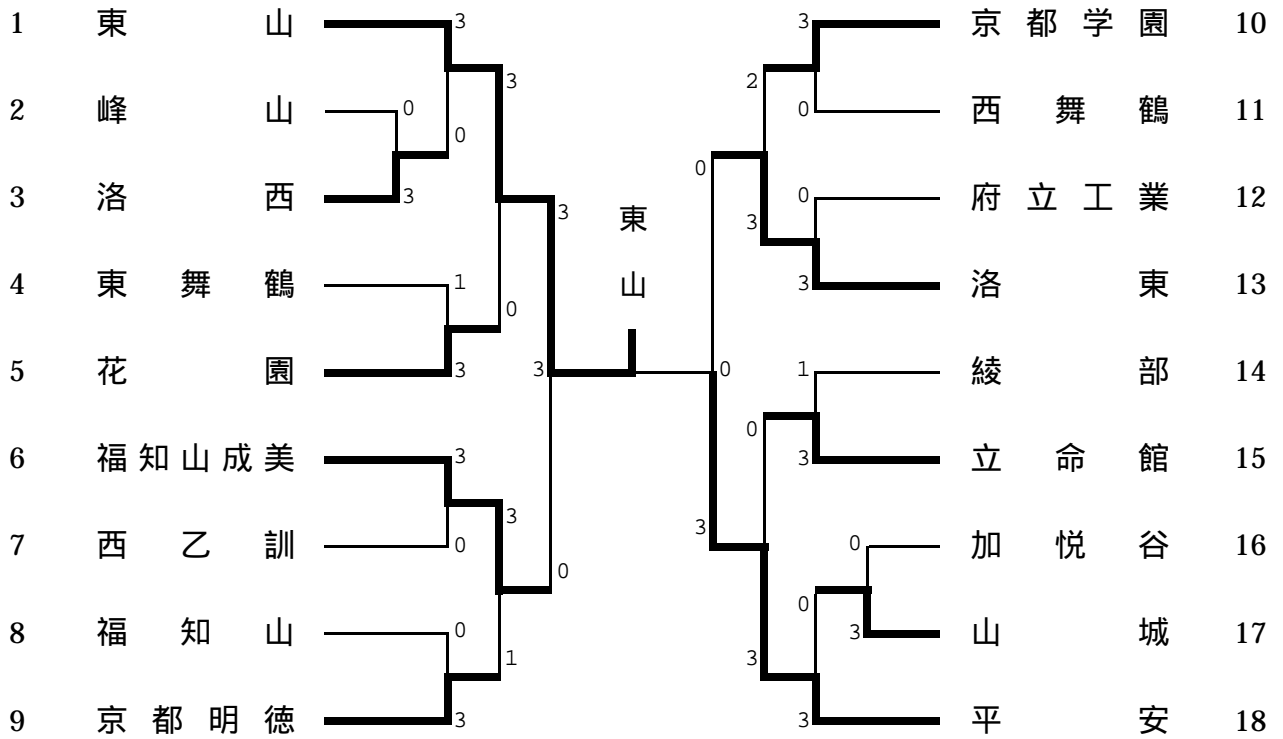 1 東山 3 3 京都学園 10
3 2
2 峰山 0 0 西舞鶴 11
0 0
3 洛西 3 0 府立工業 12
3 東 3
4 東舞鶴 1 山 3 洛東 13
0
5 花園 3 3 0 1 綾部 14
0
6 福知山成美 3 3 立命館 15
3 3
7 西乙訓 0 0 加悦谷 16
0 0
8 福知山 0 3 山城 17
1 3
9 京都明徳 3 3 平安 18